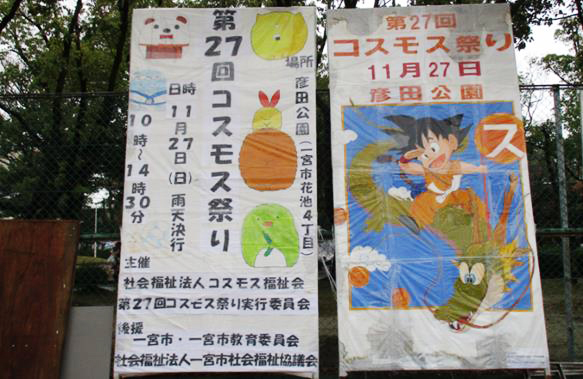 第27回コスモス祭り
日時
11月27日(日) 雨天決行
10時～14時30分
場所
彦田公園(一宮市花池4丁目)
主催
社会福祉法人コスモス福祉会
第27回コスモス祭り実行委員会
後援
一宮市・一宮市教育委員会
社会福祉法人一宮市社会福祉協議会
第27回
コスモス祭り
11月27日
彦田公園
ス